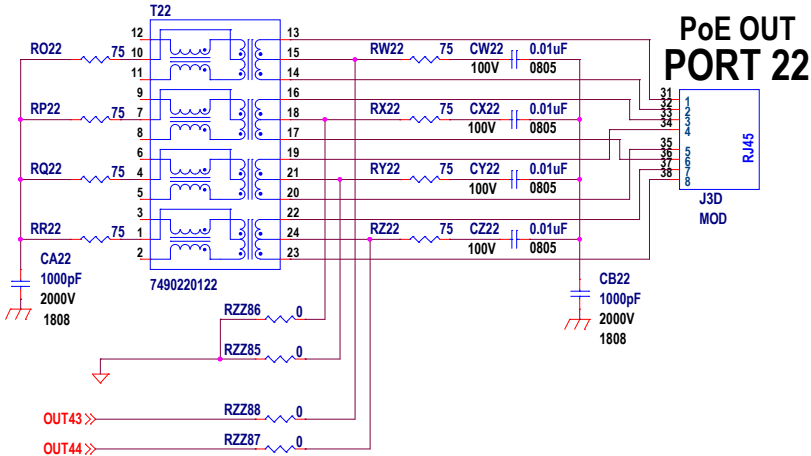 T22
PoE OUT
PORT 22
12
10
11
RO22 75
13
15
14
RW22 75 CW22 0.01uF
100V 0805
9
7
8
RP22 75
16
18
17
RX22 75 CX22 0.01uF
100V 0805
6
4
5
RQ22 75
19
21
20
RY22 75 CY22 0.01uF
100V 0805
3
1
2
RR22 75
22
24
23
RZ22 75 CZ22 0.01uF
100V 0805
31
32
33
34
35
36
37
38
1
2
3
4
5
6
7
8
RJ45
J3D
MOD
CA22
1000pF
2000V
1808
7490220122
CB22
1000pF
2000V
1808
RZZ86 0
RZZ85 0
OUT43 RZZ88 0
OUT44 RZZ87 0